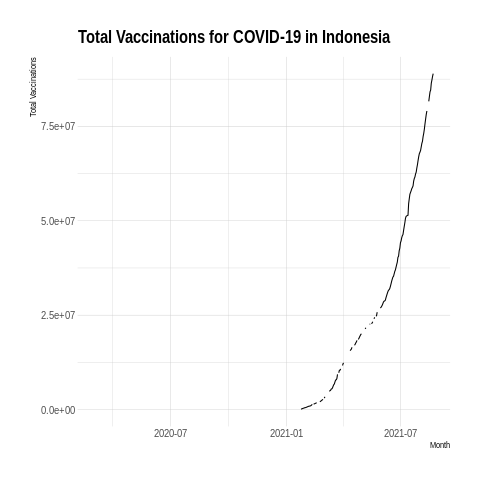 Total Vaccinations for COVID-19 in Indonesia
Total Vaccinations
7.5e+07
5.0e+07
2.5e+07
0.0e+00
2020-07 2021-01 2021-07
Month